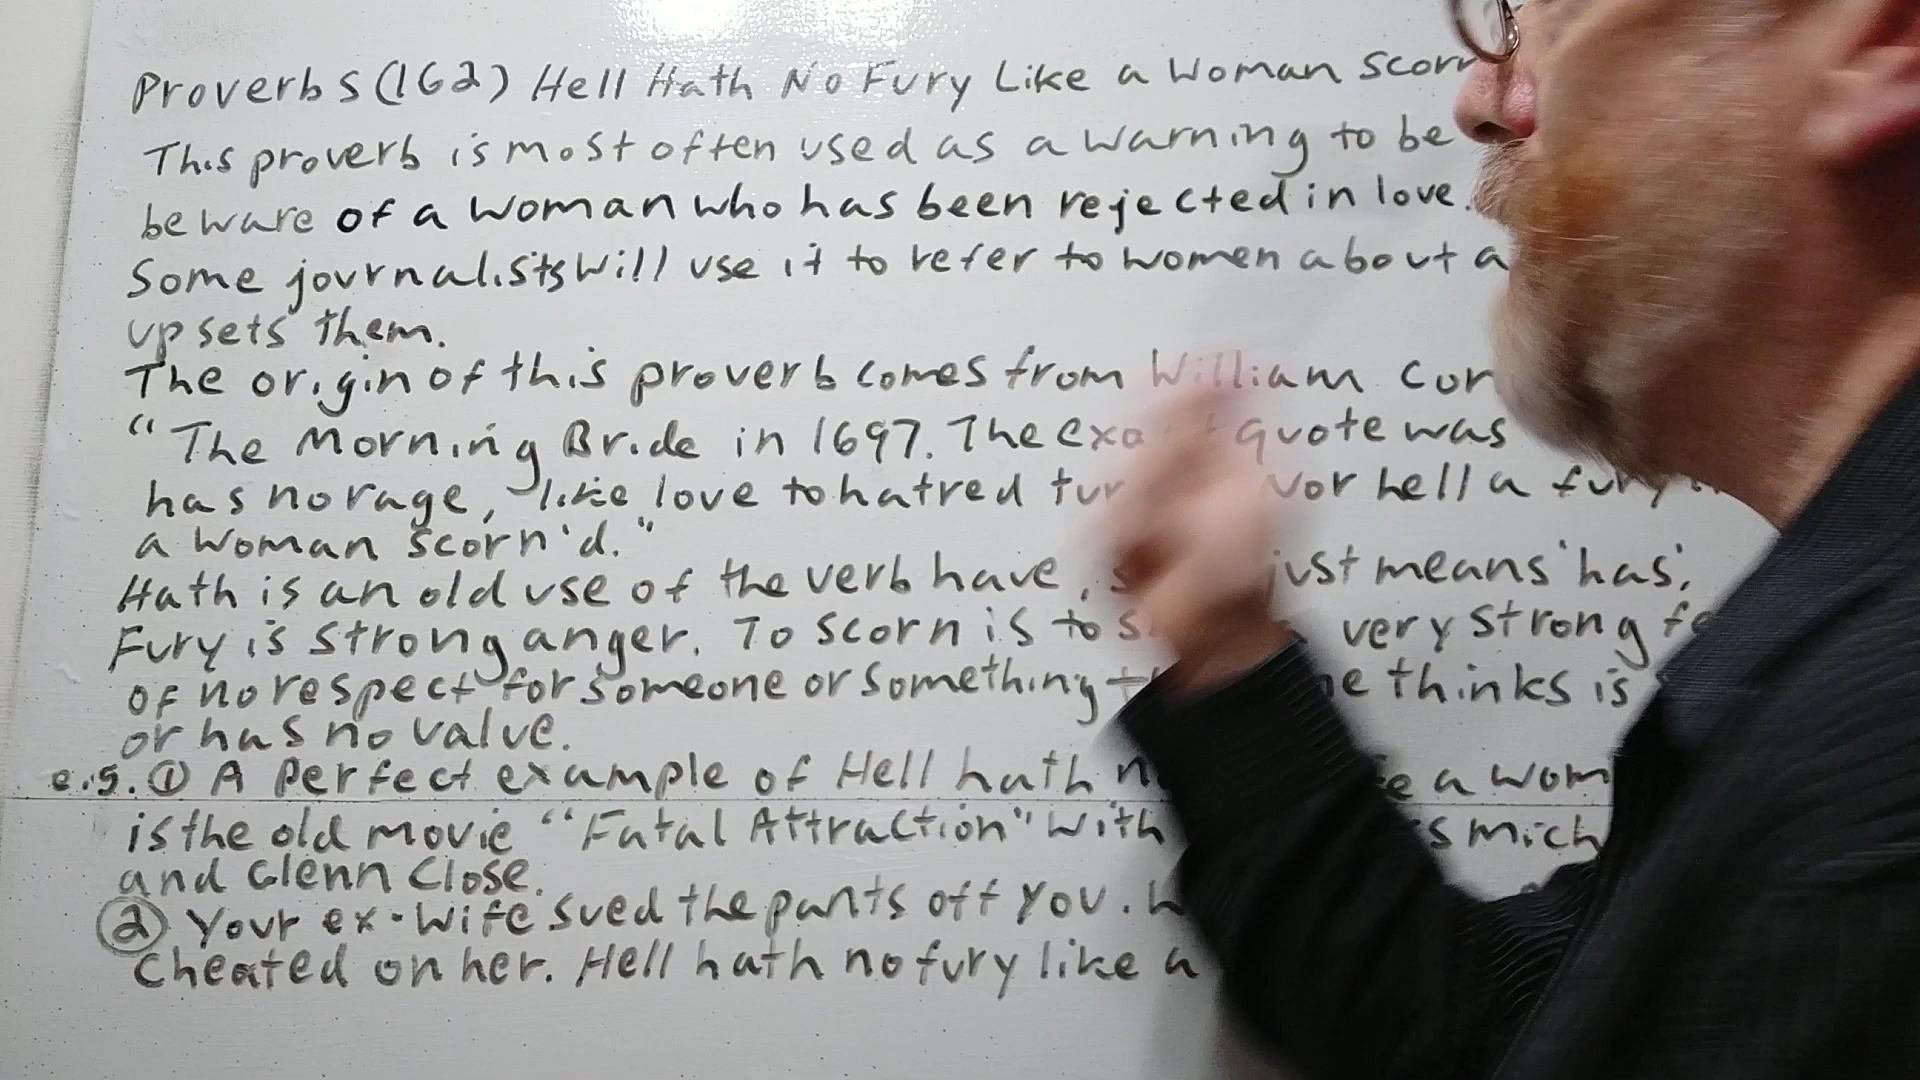 Proverbs (162) Hell Hath No Fury Like a Woman
This proverb is most often used as a warning to be
beware of a woman who has been rejected in love.
Some journalists will use it to refer to women about
upsets them.
The origin of this proverb comes from William
"The Morning Bride in 1697. The quote was
has no rage, like love to hatred Nor hell a fury
a woman scorn'd."
Hath is an old use of the verb have, just means 'has'.
Fury is strong anger. To scorn is to very strong
of no respect for someone or something thinks is
or has no value.
e.g. ① A perfect example of Hell hath a
is the old movie "Fatal Attraction" with
and Glenn Close.
② Your ex-wife sued the pants off you.
cheated on her. Hell hath no fury like a